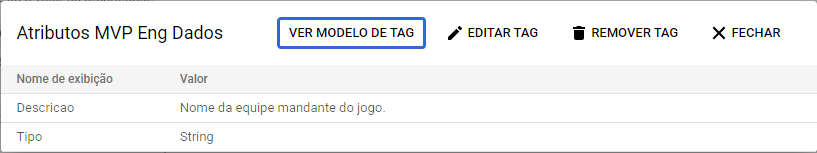 Atributos MVP Eng Dados VER MODELO DE TAG EDITAR TAG REMOVER TAG FECHAR
Nome de exibição Valor
Descricao Nome da equipe mandante do jogo.
Tipo String